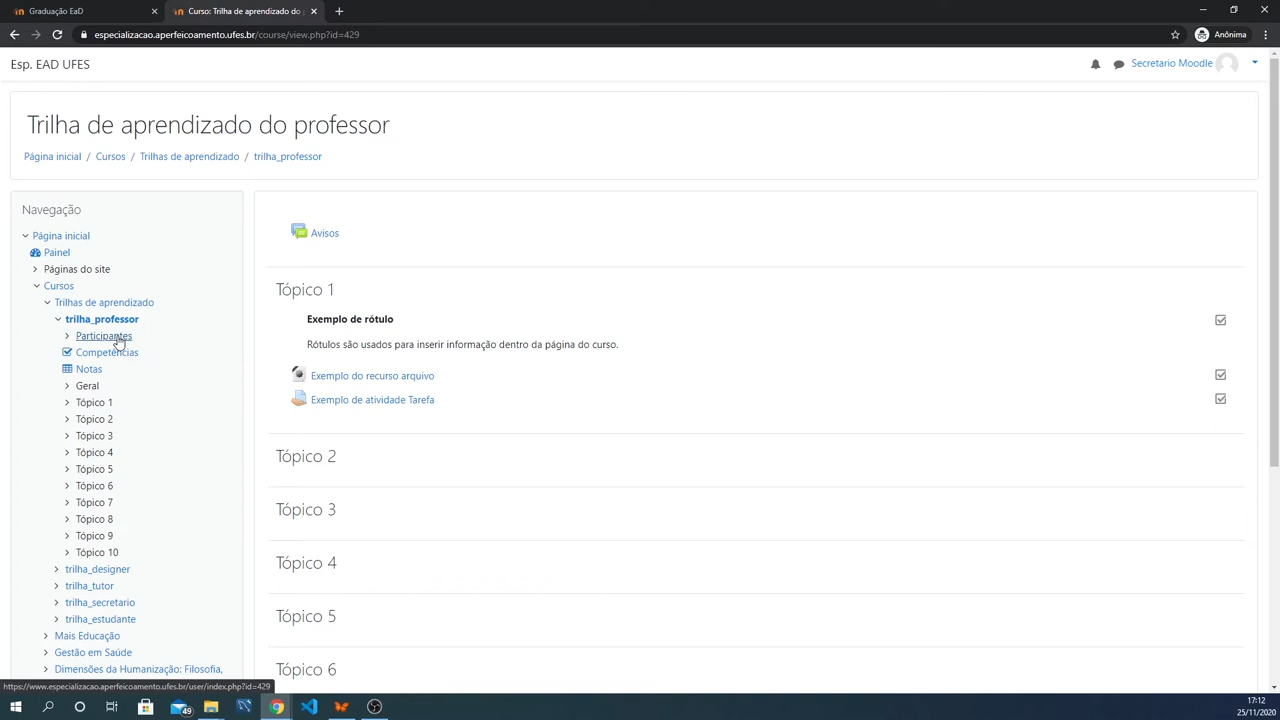 Graduação EaD
Curso: Trilha de aprendizado do
especializacao.aperfeicoamento.ufes.br/course/view.php?id=429
Anônima
Esp. EAD UFES
Secretario Moodle
Trilha de aprendizado do professor
Página inicial / Cursos / Trilhas de aprendizado / trilha_professor
Navegação
Página inicial
Painel
Páginas do site
Cursos
Trilhas de aprendizado
trilha_professor
Participantes
Competências
Notas
Geral
Tópico 1
Tópico 2
Tópico 3
Tópico 4
Tópico 5
Tópico 6
Tópico 7
Tópico 8
Tópico 9
Tópico 10
trilha_designer
trilha_tutor
trilha_secretario
trilha_estudante
Mais Educação
Gestão em Saúde
Dimensões da Humanização: Filosofia,
Avisos
Tópico 1
Exemplo de rótulo
Rótulos são usados para inserir informação dentro da página do curso.
Exemplo do recurso arquivo
Exemplo de atividade Tarefa
Tópico 2
Tópico 3
Tópico 4
Tópico 5
Tópico 6
https://www.especializacao.aperfeicoamento.ufes.br/user/index.php?id=429
49
17:12
25/11/2020